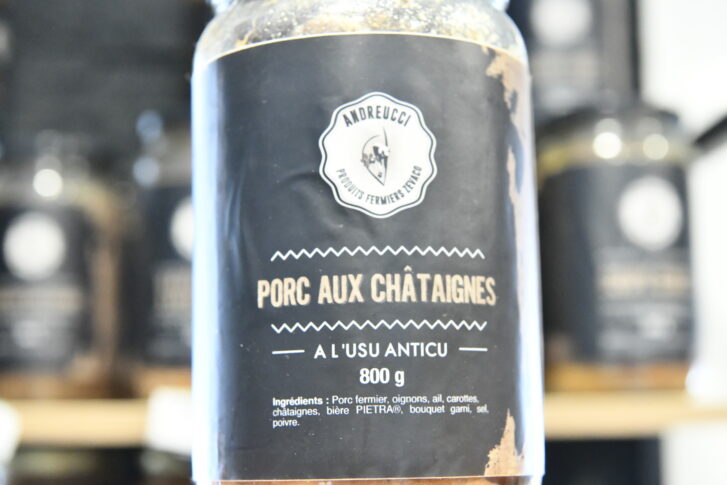 ANDREUCCI
PRODUITS FERMIERS ZEVACO
PORC AUX CHÂTAIGNES
A L'USU ANTICU
800 g
Ingrédients : Porc fermier, oignons, ail, carottes,
châtaignes, bière PIETRA®, bouquet garni, sel,
poivre.